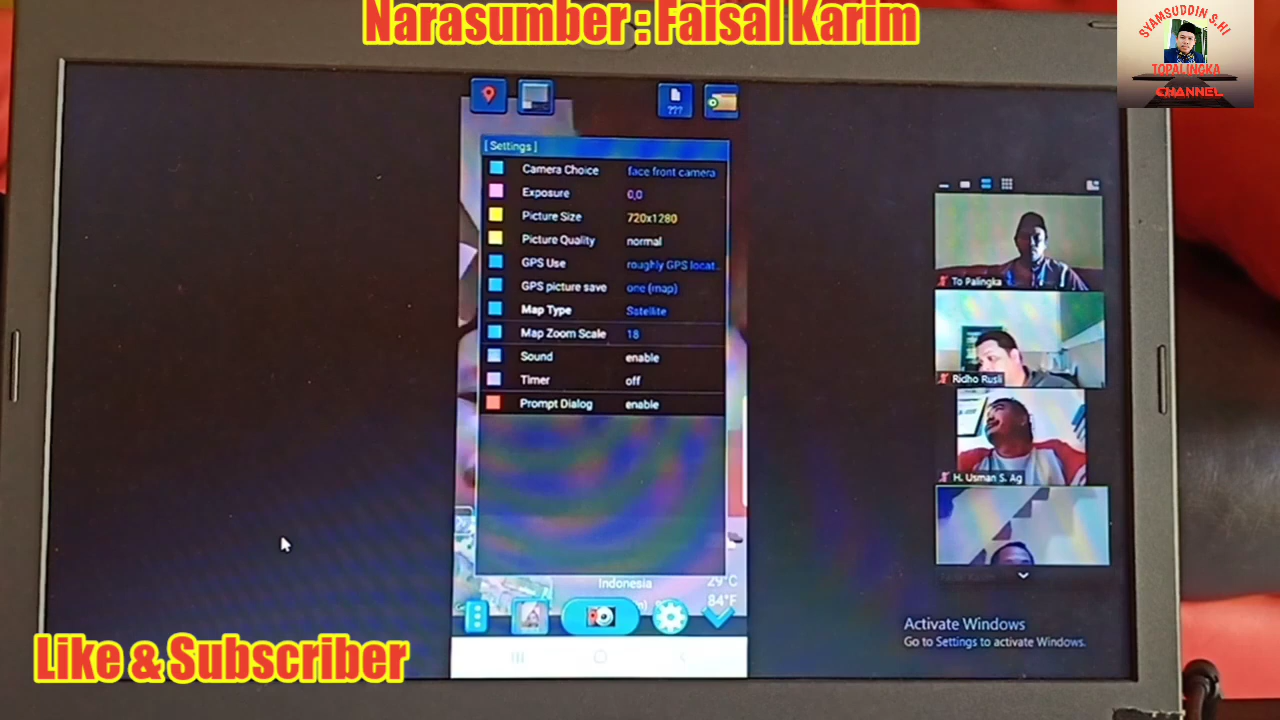 Narasumber : Faisal Karim
SYAMSUDDIN S.HI
TOPALINGKA
CHANNEL
???
[ Settings ]
Camera Choice face front camera
Exposure 0,0
Picture Size 720x1280
Picture Quality normal
GPS Use roughly GPS locat..
GPS picture save one (map)
Map Type Satellite
Map Zoom Scale 18
Sound enable
Timer off
Prompt Dialog enable
To Palingka
Ridho Rusli
H. Usman S. Ag
Indonesia 29°C
84°F
Activate Windows
Go to Settings to activate Windows.
Like & Subscriber